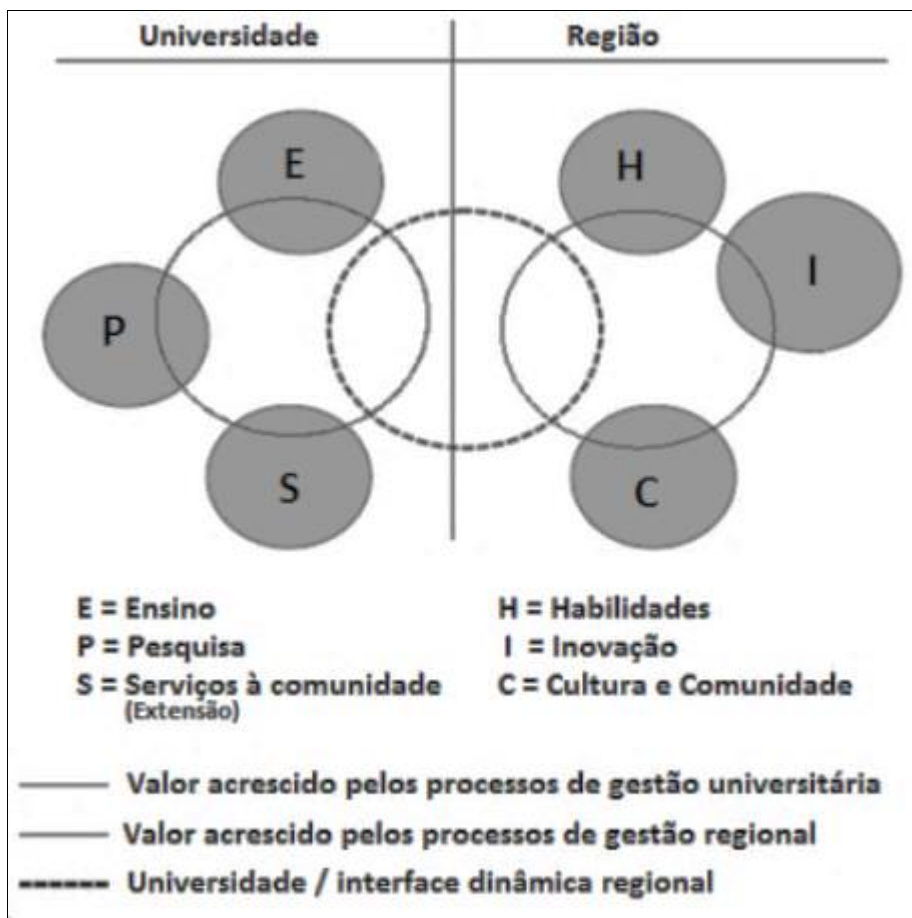 Universidade Região
E H
I
P
S C
E = Ensino H = Habilidades
P = Pesquisa I = Inovação
S = Serviços à comunidade C = Cultura e Comunidade
(Extensão)
Valor acrescido pelos processos de gestão universitária
Valor acrescido pelos processos de gestão regional
Universidade / interface dinâmica regional